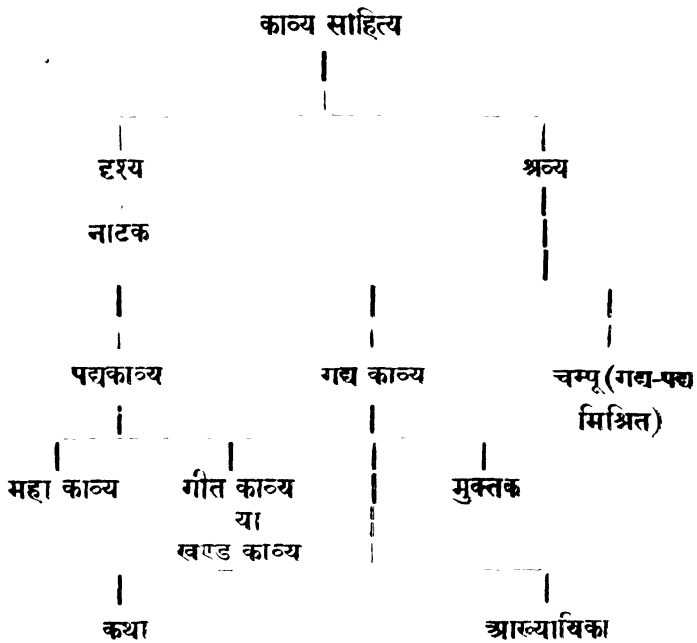 काव्य साहित्य
दृश्य श्रव्य
नाटक
पद्यकाव्य गद्य काव्य चम्पू (गद्य-पद्य
मिश्रित)
महा काव्य गीत काव्य मुक्तक
या
खण्ड काव्य
कथा आख्यायिका